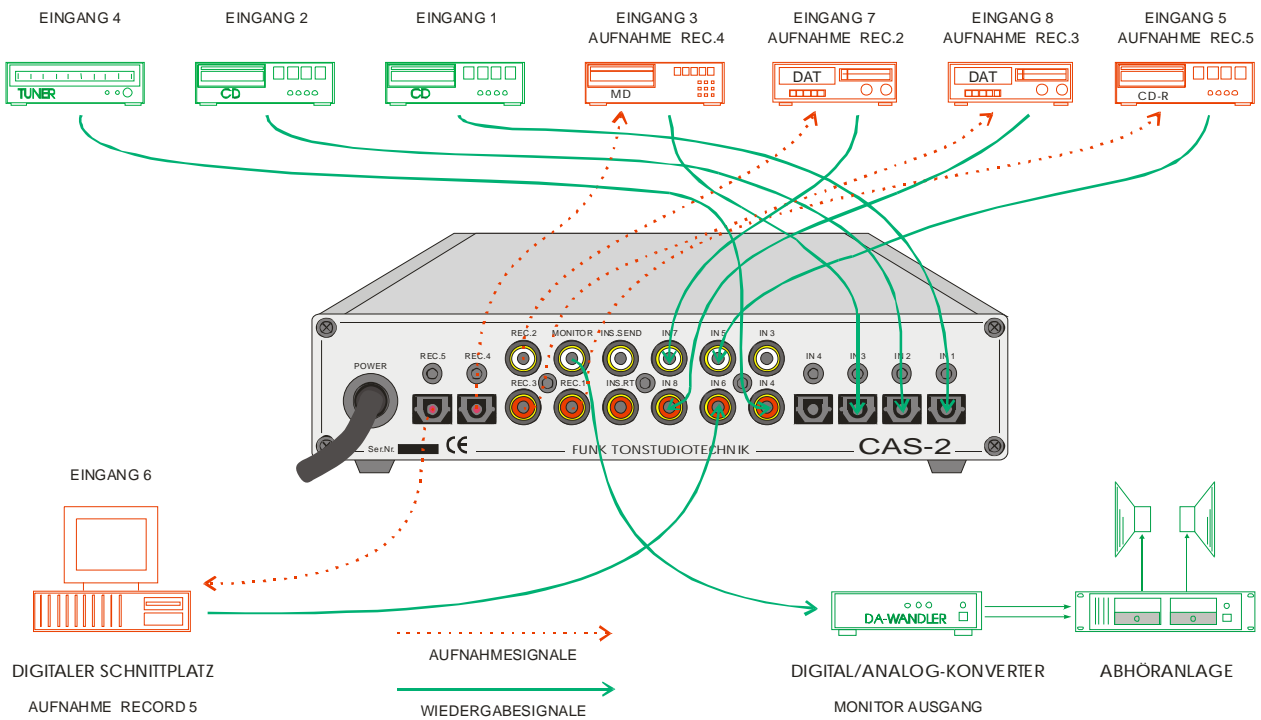 EINGANG 4
EINGANG 2
EINGANG 1
EINGANG 3
AUFNAHME REC.4
EINGANG 7
AUFNAHME REC.2
EINGANG 8
AUFNAHME REC.3
EINGANG 5
AUFNAHME REC.5
TUNER
CD
CD
MD
DAT
DAT
CD-R
POWER
REC.5
REC.4
REC.2
MONITOR
INS.SEND
IN 7
IN 5
IN 3
IN 4
IN 3
IN 2
IN 1
REC.3
REC.1
INS.RT
IN 8
IN 6
IN 4
Ser.Nr.
CE
FUNK TONSTUDIOTECHNIK
CAS-2
EINGANG 6
DIGITALER SCHNITTPLATZ
AUFNAHME RECORD 5
AUFNAHMESIGNALE
WIEDERGABESIGNALE
DA-WANDLER
DIGITAL/ANALOG-KONVERTER
MONITOR AUSGANG
ABHÖRANLAGE